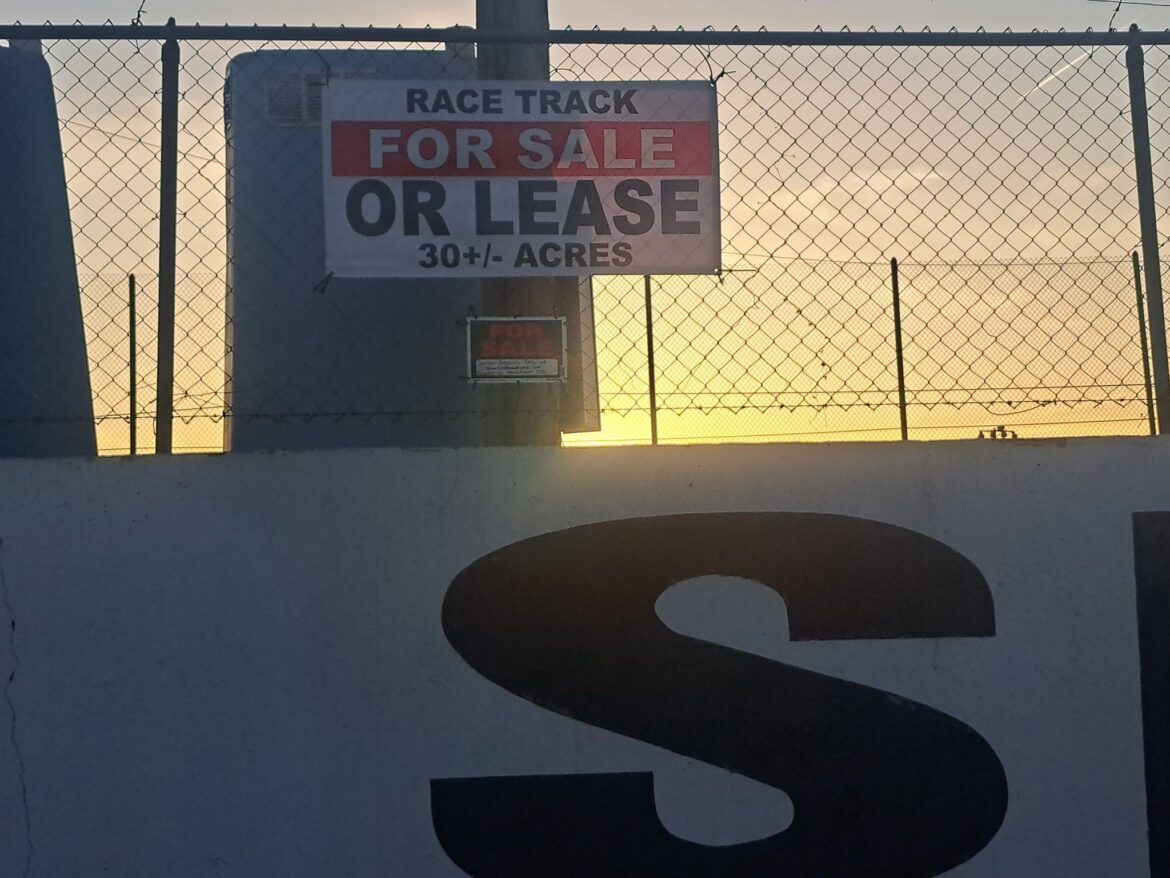 RACE TRACK
FOR SALE
OR LEASE
30+/- ACRES
FOR
SALE
S